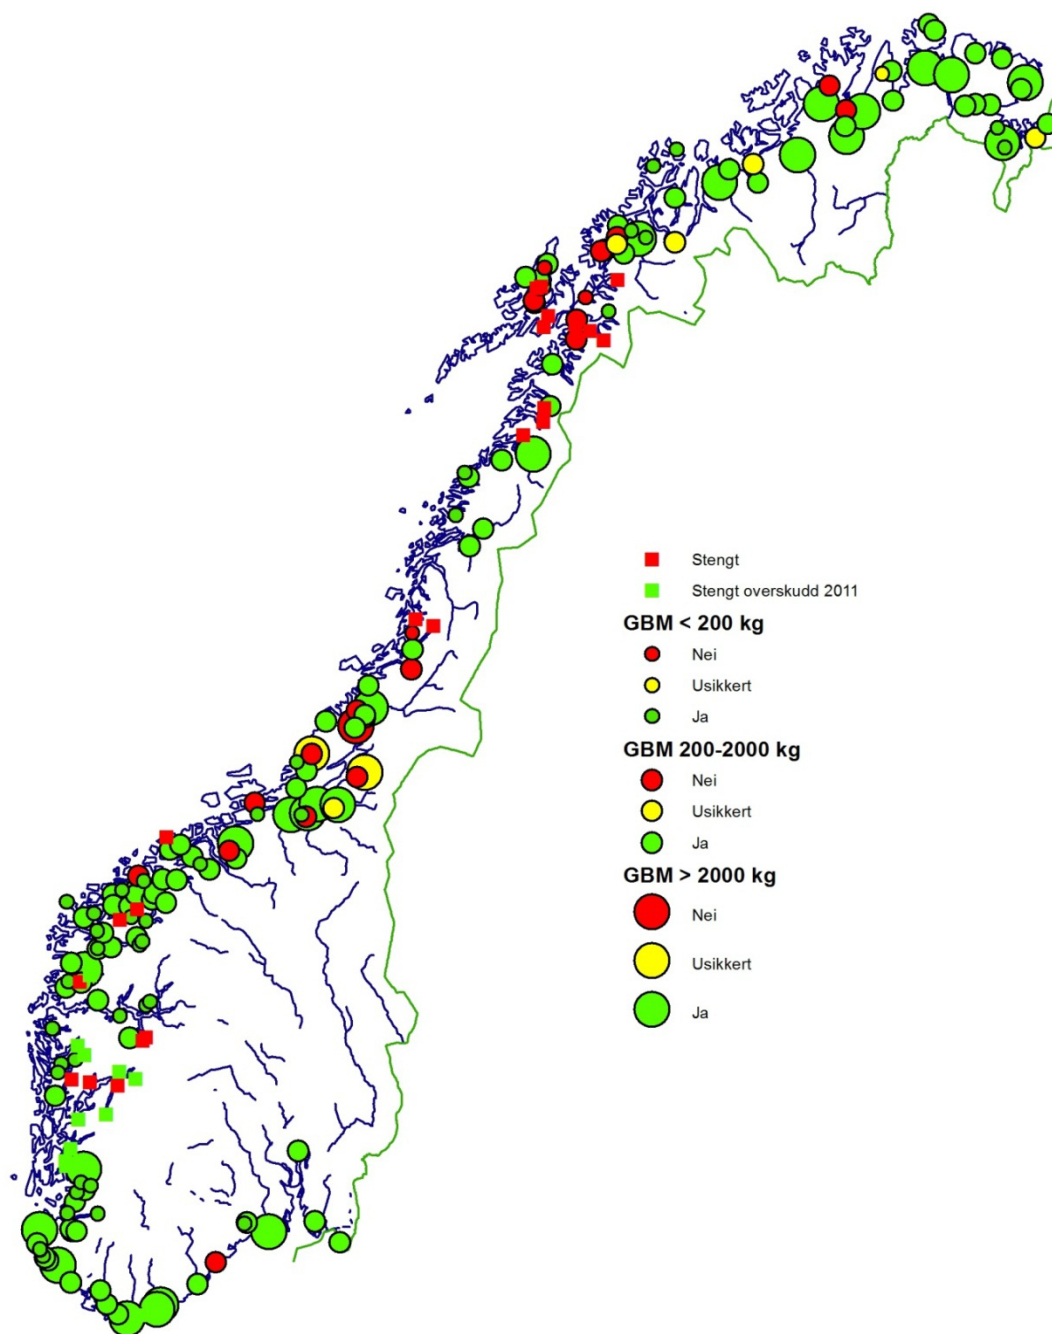 Stengt
Stengt overskudd 2011
GBM < 200 kg
Nei
Usikkert
Ja
GBM 200-2000 kg
Nei
Usikkert
Ja
GBM > 2000 kg
Nei
Usikkert
Ja